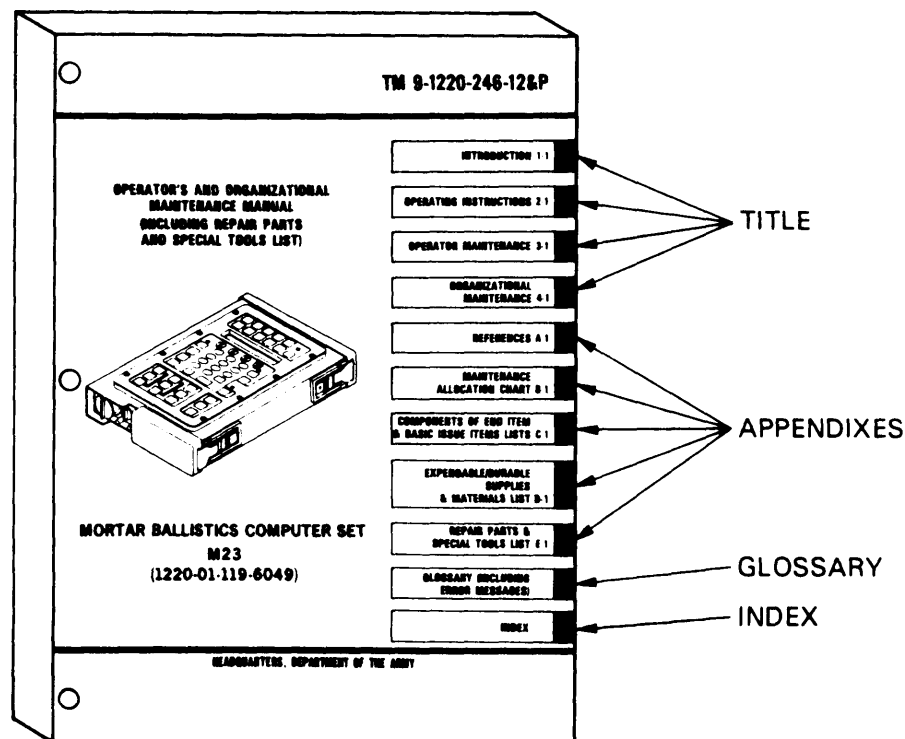 TM 9-1220-246-12&P
OPERATOR'S AND ORGANIZATIONAL
MAINTENANCE MANUAL
(INCLUDING REPAIR PARTS
AND SPECIAL TOOLS LIST)
MORTAR BALLISTICS COMPUTER SET
M23
(1220-01-119-6049)
INTRODUCTION 1-1
OPERATING INSTRUCTIONS 2-1
OPERATOR MAINTENANCE 3-1
ORGANIZATIONAL
MAINTENANCE 4-1
REFERENCES A-1
MAINTENANCE
ALLOCATION CHART B-1
COMPONENTS OF END ITEM
& BASIC ISSUE ITEMS LISTS C-1
EXPENDABLE/DURABLE
SUPPLIES
& MATERIALS LIST D-1
REPAIR PARTS &
SPECIAL TOOLS LIST E-1
GLOSSARY (INCLUDING
ERROR MESSAGES)
INDEX
TITLE
APPENDIXES
GLOSSARY
INDEX
HEADQUARTERS, DEPARTMENT OF THE ARMY